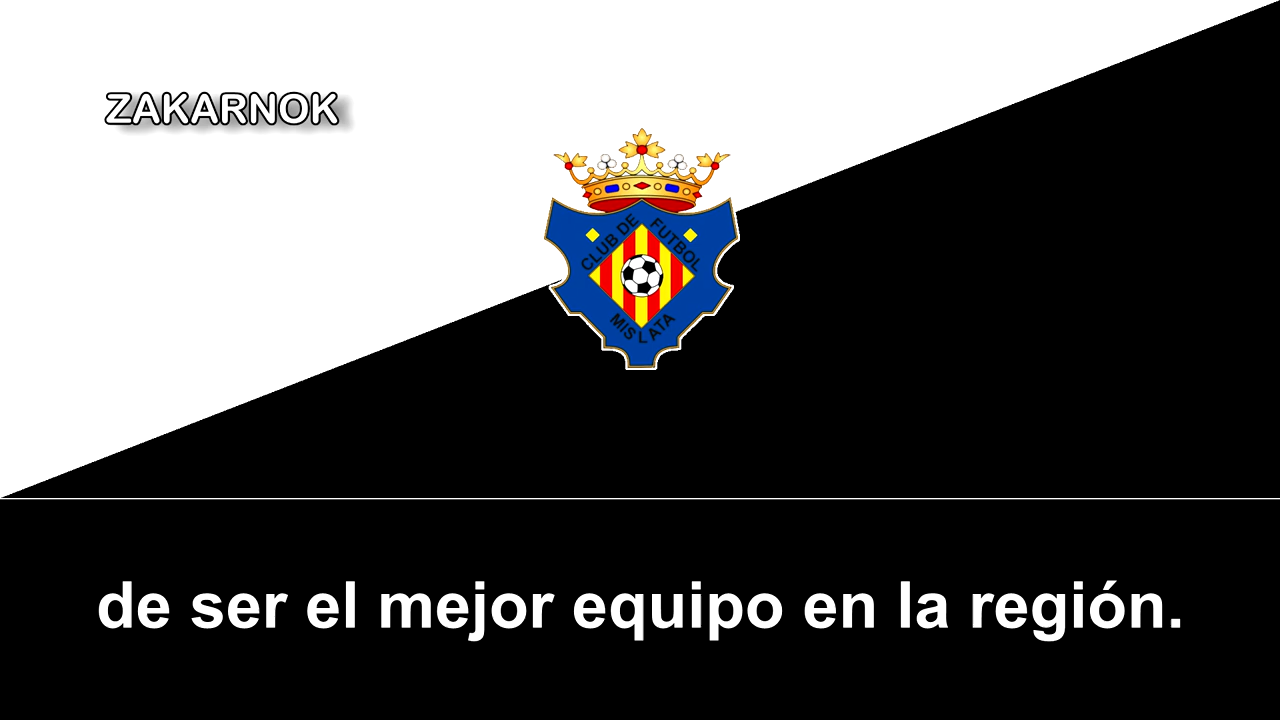 ZAKARNOK
CLUB DE FUTBOL
MISLATA
de ser el mejor equipo en la región.